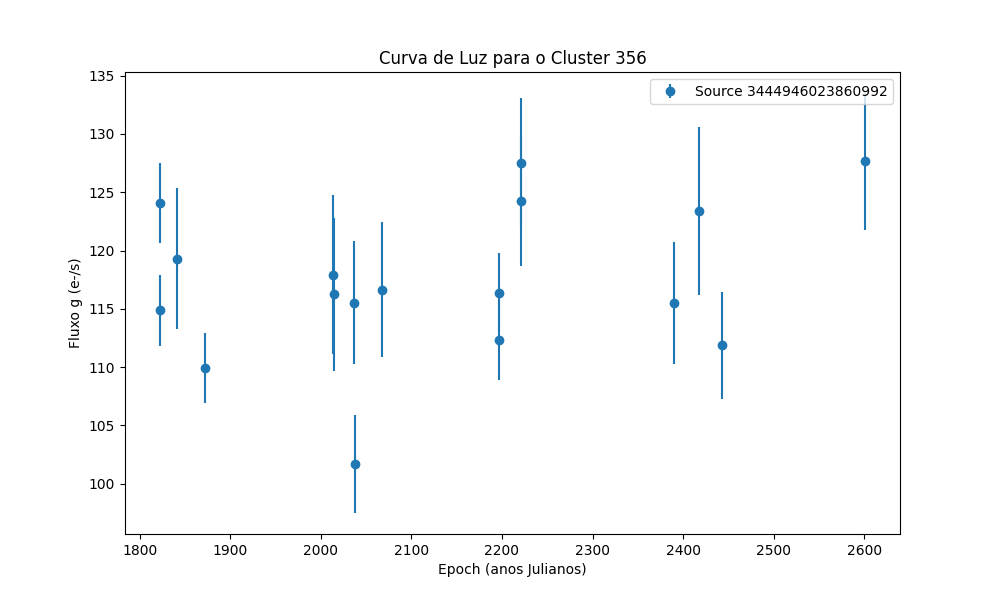 Curva de Luz para o Cluster 356
Source 3444946023860992
Fluxo g (e-/s)
135
130
125
120
115
110
105
100
1800 1900 2000 2100 2200 2300 2400 2500 2600
Epoch (anos Julianos)